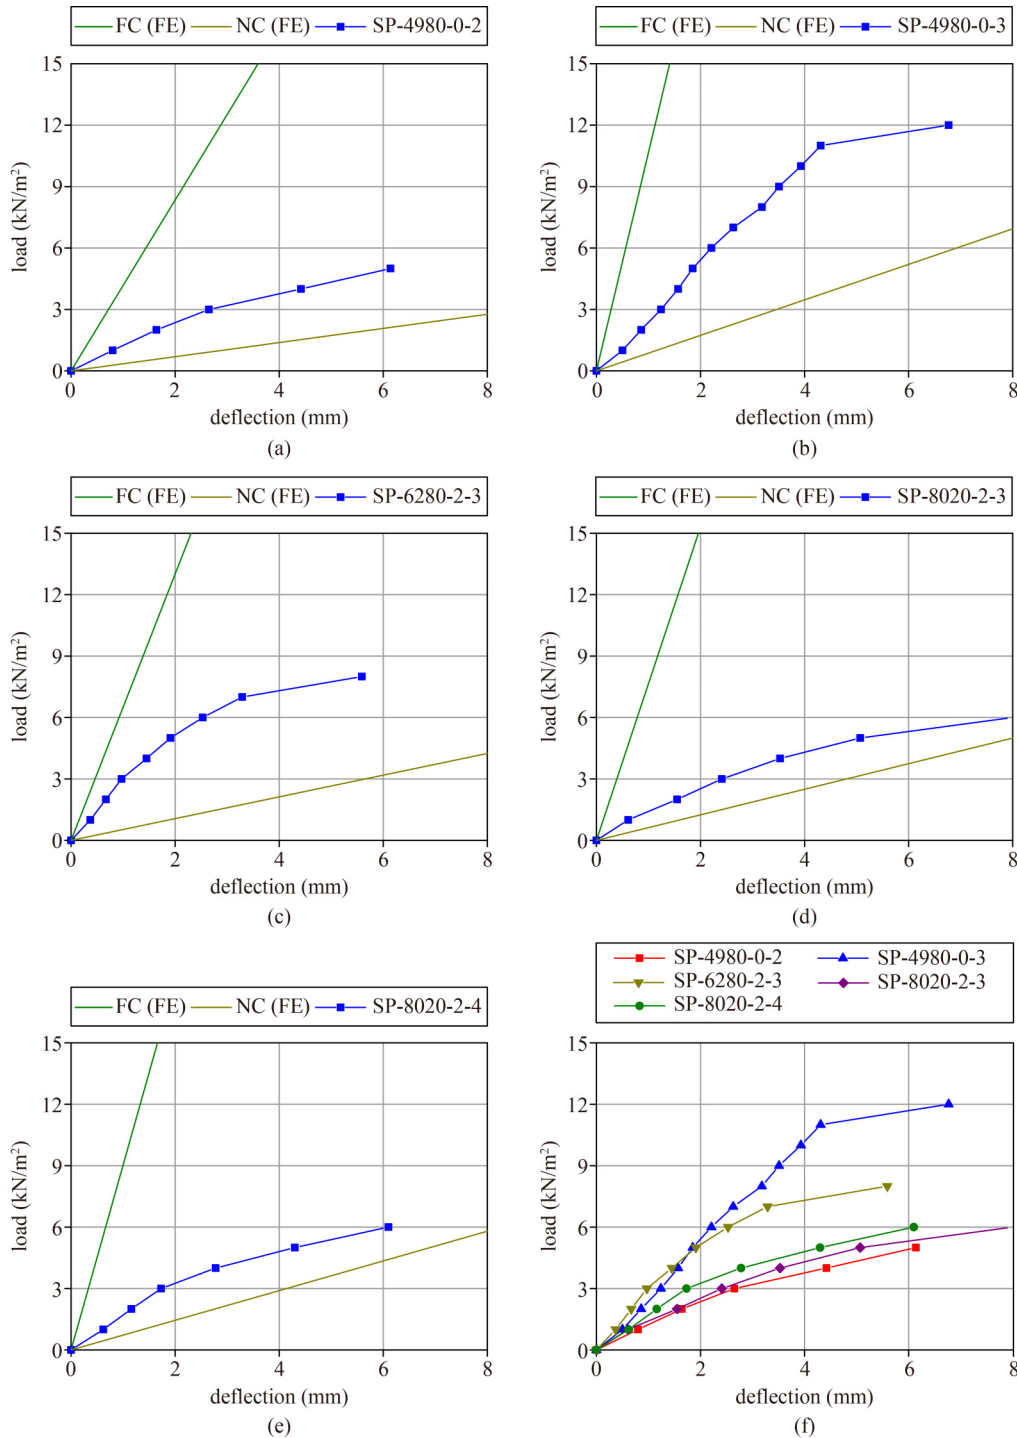 FC (FE) NC (FE) SP-4980-0-2
15
12
9
6
3
0
load (kN/m²)
0 2 4 6 8
deflection (mm)
(a)
FC (FE) NC (FE) SP-4980-0-3
15
12
9
6
3
0
load (kN/m²)
0 2 4 6 8
deflection (mm)
(b)
FC (FE) NC (FE) SP-6280-2-3
15
12
9
6
3
0
load (kN/m²)
0 2 4 6 8
deflection (mm)
(c)
FC (FE) NC (FE) SP-8020-2-3
15
12
9
6
3
0
load (kN/m²)
0 2 4 6 8
deflection (mm)
(d)
FC (FE) NC (FE) SP-8020-2-4
15
12
9
6
3
0
load (kN/m²)
0 2 4 6 8
deflection (mm)
(e)
SP-4980-0-2 SP-4980-0-3
SP-6280-2-3 SP-8020-2-3
SP-8020-2-4
15
12
9
6
3
0
load (kN/m²)
0 2 4 6 8
deflection (mm)
(f)